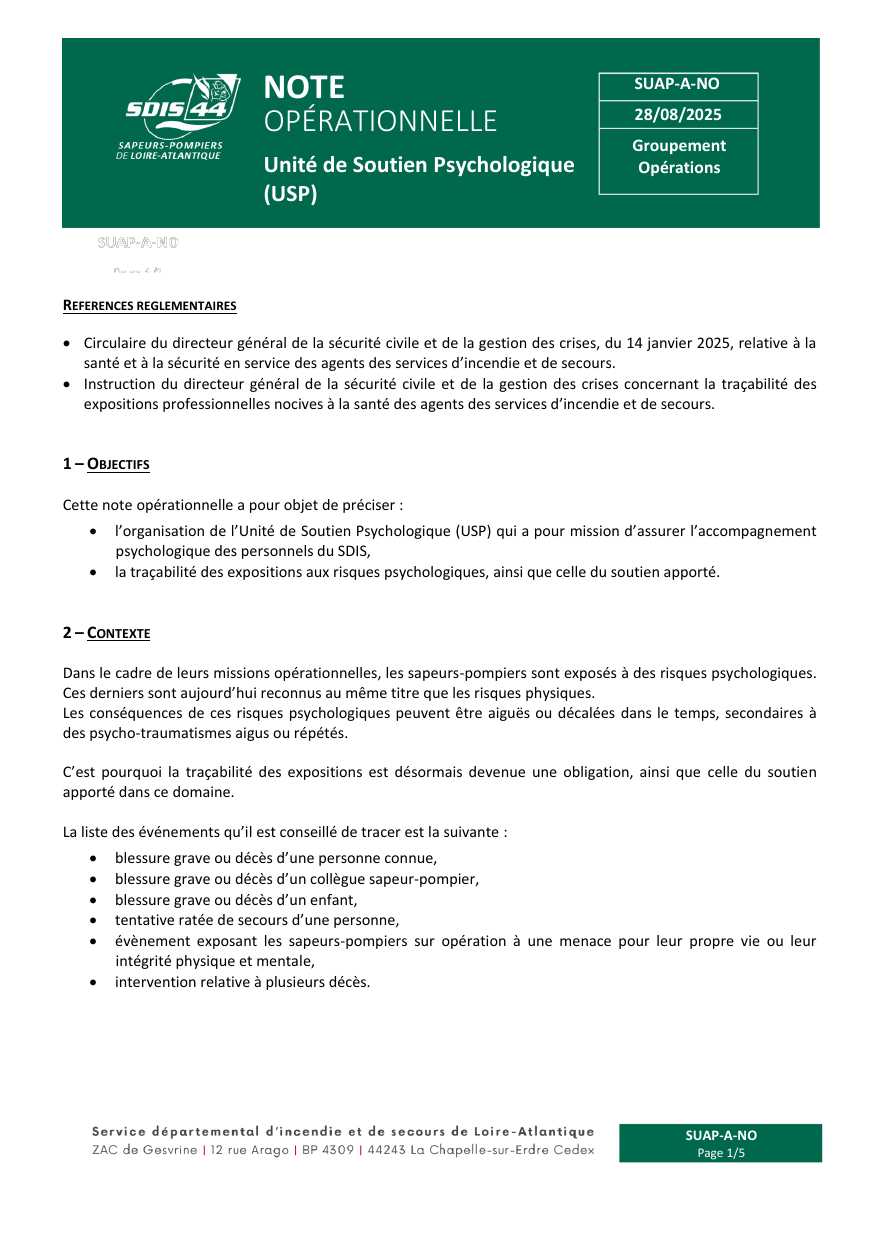 SDIS 44
SAPEURS-POMPIERS
DE LOIRE-ATLANTIQUE
NOTE
OPÉRATIONNELLE
Unité de Soutien Psychologique
(USP)
SUAP-A-NO
28/08/2025
Groupement
Opérations
SUAP-A-NO
REFERENCES REGLEMENTAIRES
• Circulaire du directeur général de la sécurité civile et de la gestion des crises, du 14 janvier 2025, relative à la
santé et à la sécurité en service des agents des services d’incendie et de secours.
• Instruction du directeur général de la sécurité civile et de la gestion des crises concernant la traçabilité des
expositions professionnelles nocives à la santé des agents des services d’incendie et de secours.
1 – OBJECTIFS
Cette note opérationnelle a pour objet de préciser :
• l’organisation de l’Unité de Soutien Psychologique (USP) qui a pour mission d’assurer l’accompagnement
psychologique des personnels du SDIS,
• la traçabilité des expositions aux risques psychologiques, ainsi que celle du soutien apporté.
2 – CONTEXTE
Dans le cadre de leurs missions opérationnelles, les sapeurs-pompiers sont exposés à des risques psychologiques.
Ces derniers sont aujourd’hui reconnus au même titre que les risques physiques.
Les conséquences de ces risques psychologiques peuvent être aiguës ou décalées dans le temps, secondaires à
des psycho-traumatismes aigus ou répétés.
C’est pourquoi la traçabilité des expositions est désormais devenue une obligation, ainsi que celle du soutien
apporté dans ce domaine.
La liste des événements qu’il est conseillé de tracer est la suivante :
• blessure grave ou décès d’une personne connue,
• blessure grave ou décès d’un collègue sapeur-pompier,
• blessure grave ou décès d’un enfant,
• tentative ratée de secours d’une personne,
• évènement exposant les sapeurs-pompiers sur opération à une menace pour leur propre vie ou leur
intégrité physique et mentale,
• intervention relative à plusieurs décès.
Service départemental d’incendie et de secours de Loire-Atlantique
ZAC de Gesvrine | 12 rue Arago | BP 4309 | 44243 La Chapelle-sur-Erdre Cedex
SUAP-A-NO
Page 1/5